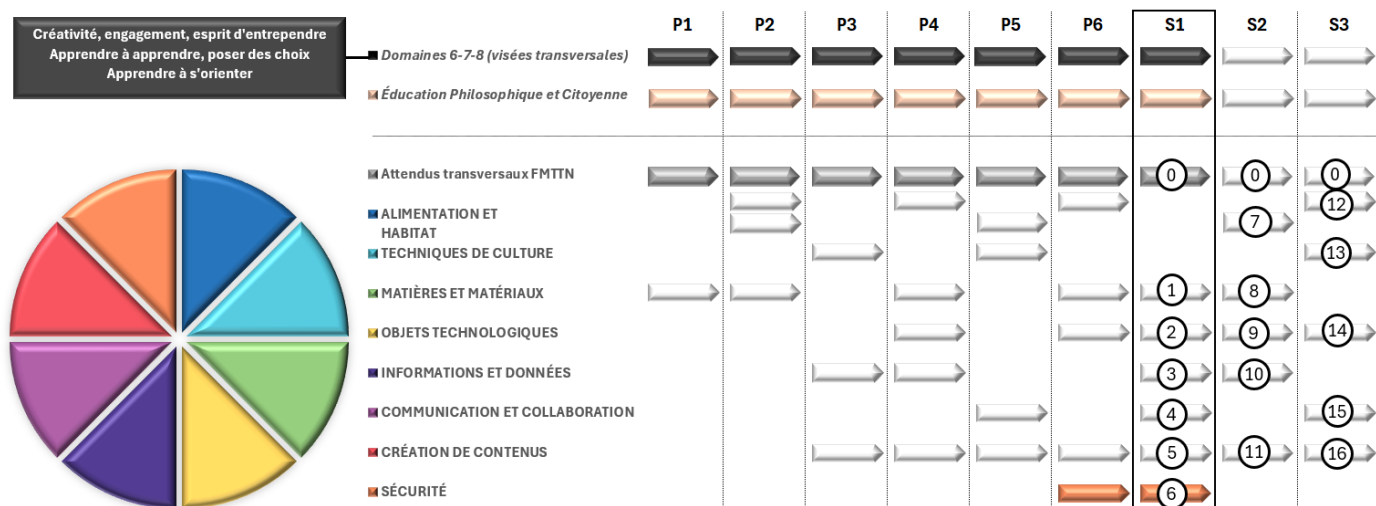 Créativité, engagement, esprit d'entrependre
Apprendre à apprendre, poser des choix
Apprendre à s'orienter
P1 P2 P3 P4 P5 P6 S1 S2 S3
Domaines 6-7-8 (visées transversales)
Éducation Philosophique et Citoyenne
Attendus transversaux FMTTN 0 0 0
12
ALIMENTATION ET
HABITAT
7
TECHNIQUES DE CULTURE 13
MATIÈRES ET MATÉRIAUX 1 8
OBJETS TECHNOLOGIQUES 2 9 14
INFORMATIONS ET DONNÉES 3 10
COMMUNICATION ET COLLABORATION 4 15
CRÉATION DE CONTENUS 5 11 16
SÉCURITÉ 6